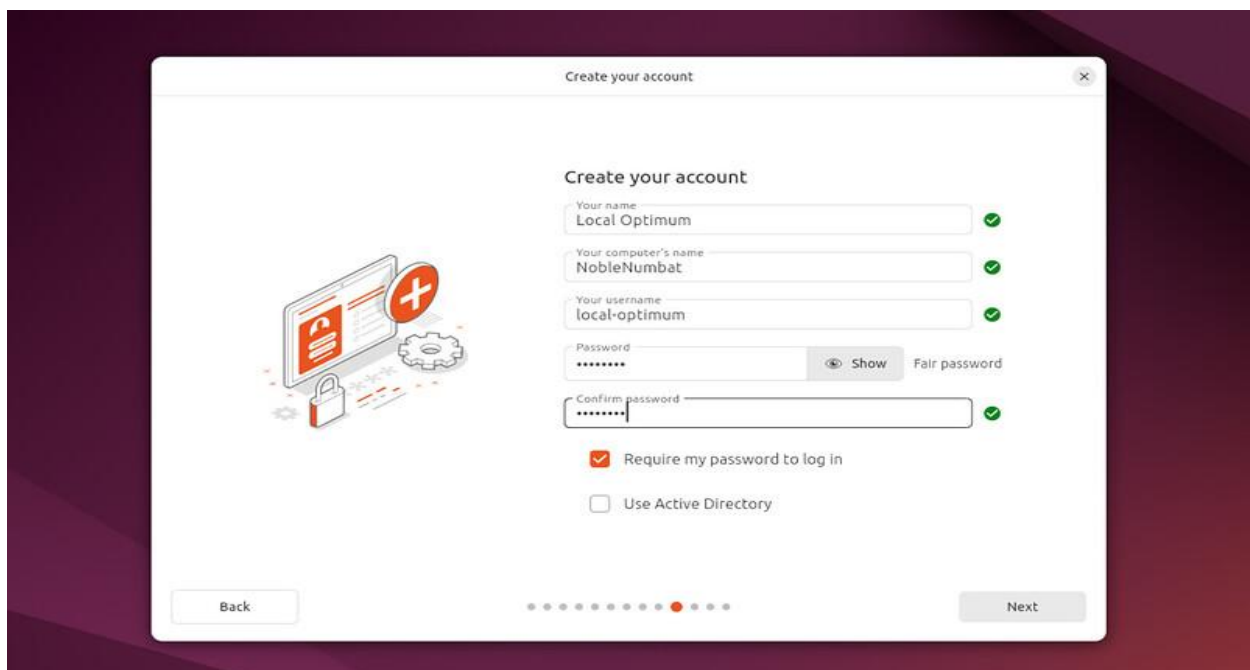 Create your account
Create your account
Your name
Local Optimum
Your computer's name
NobleNumbat
Your username
local-optimum
Password
•••••••• Show Fair password
Confirm password
••••••••
Require my password to log in
Use Active Directory
Back Next